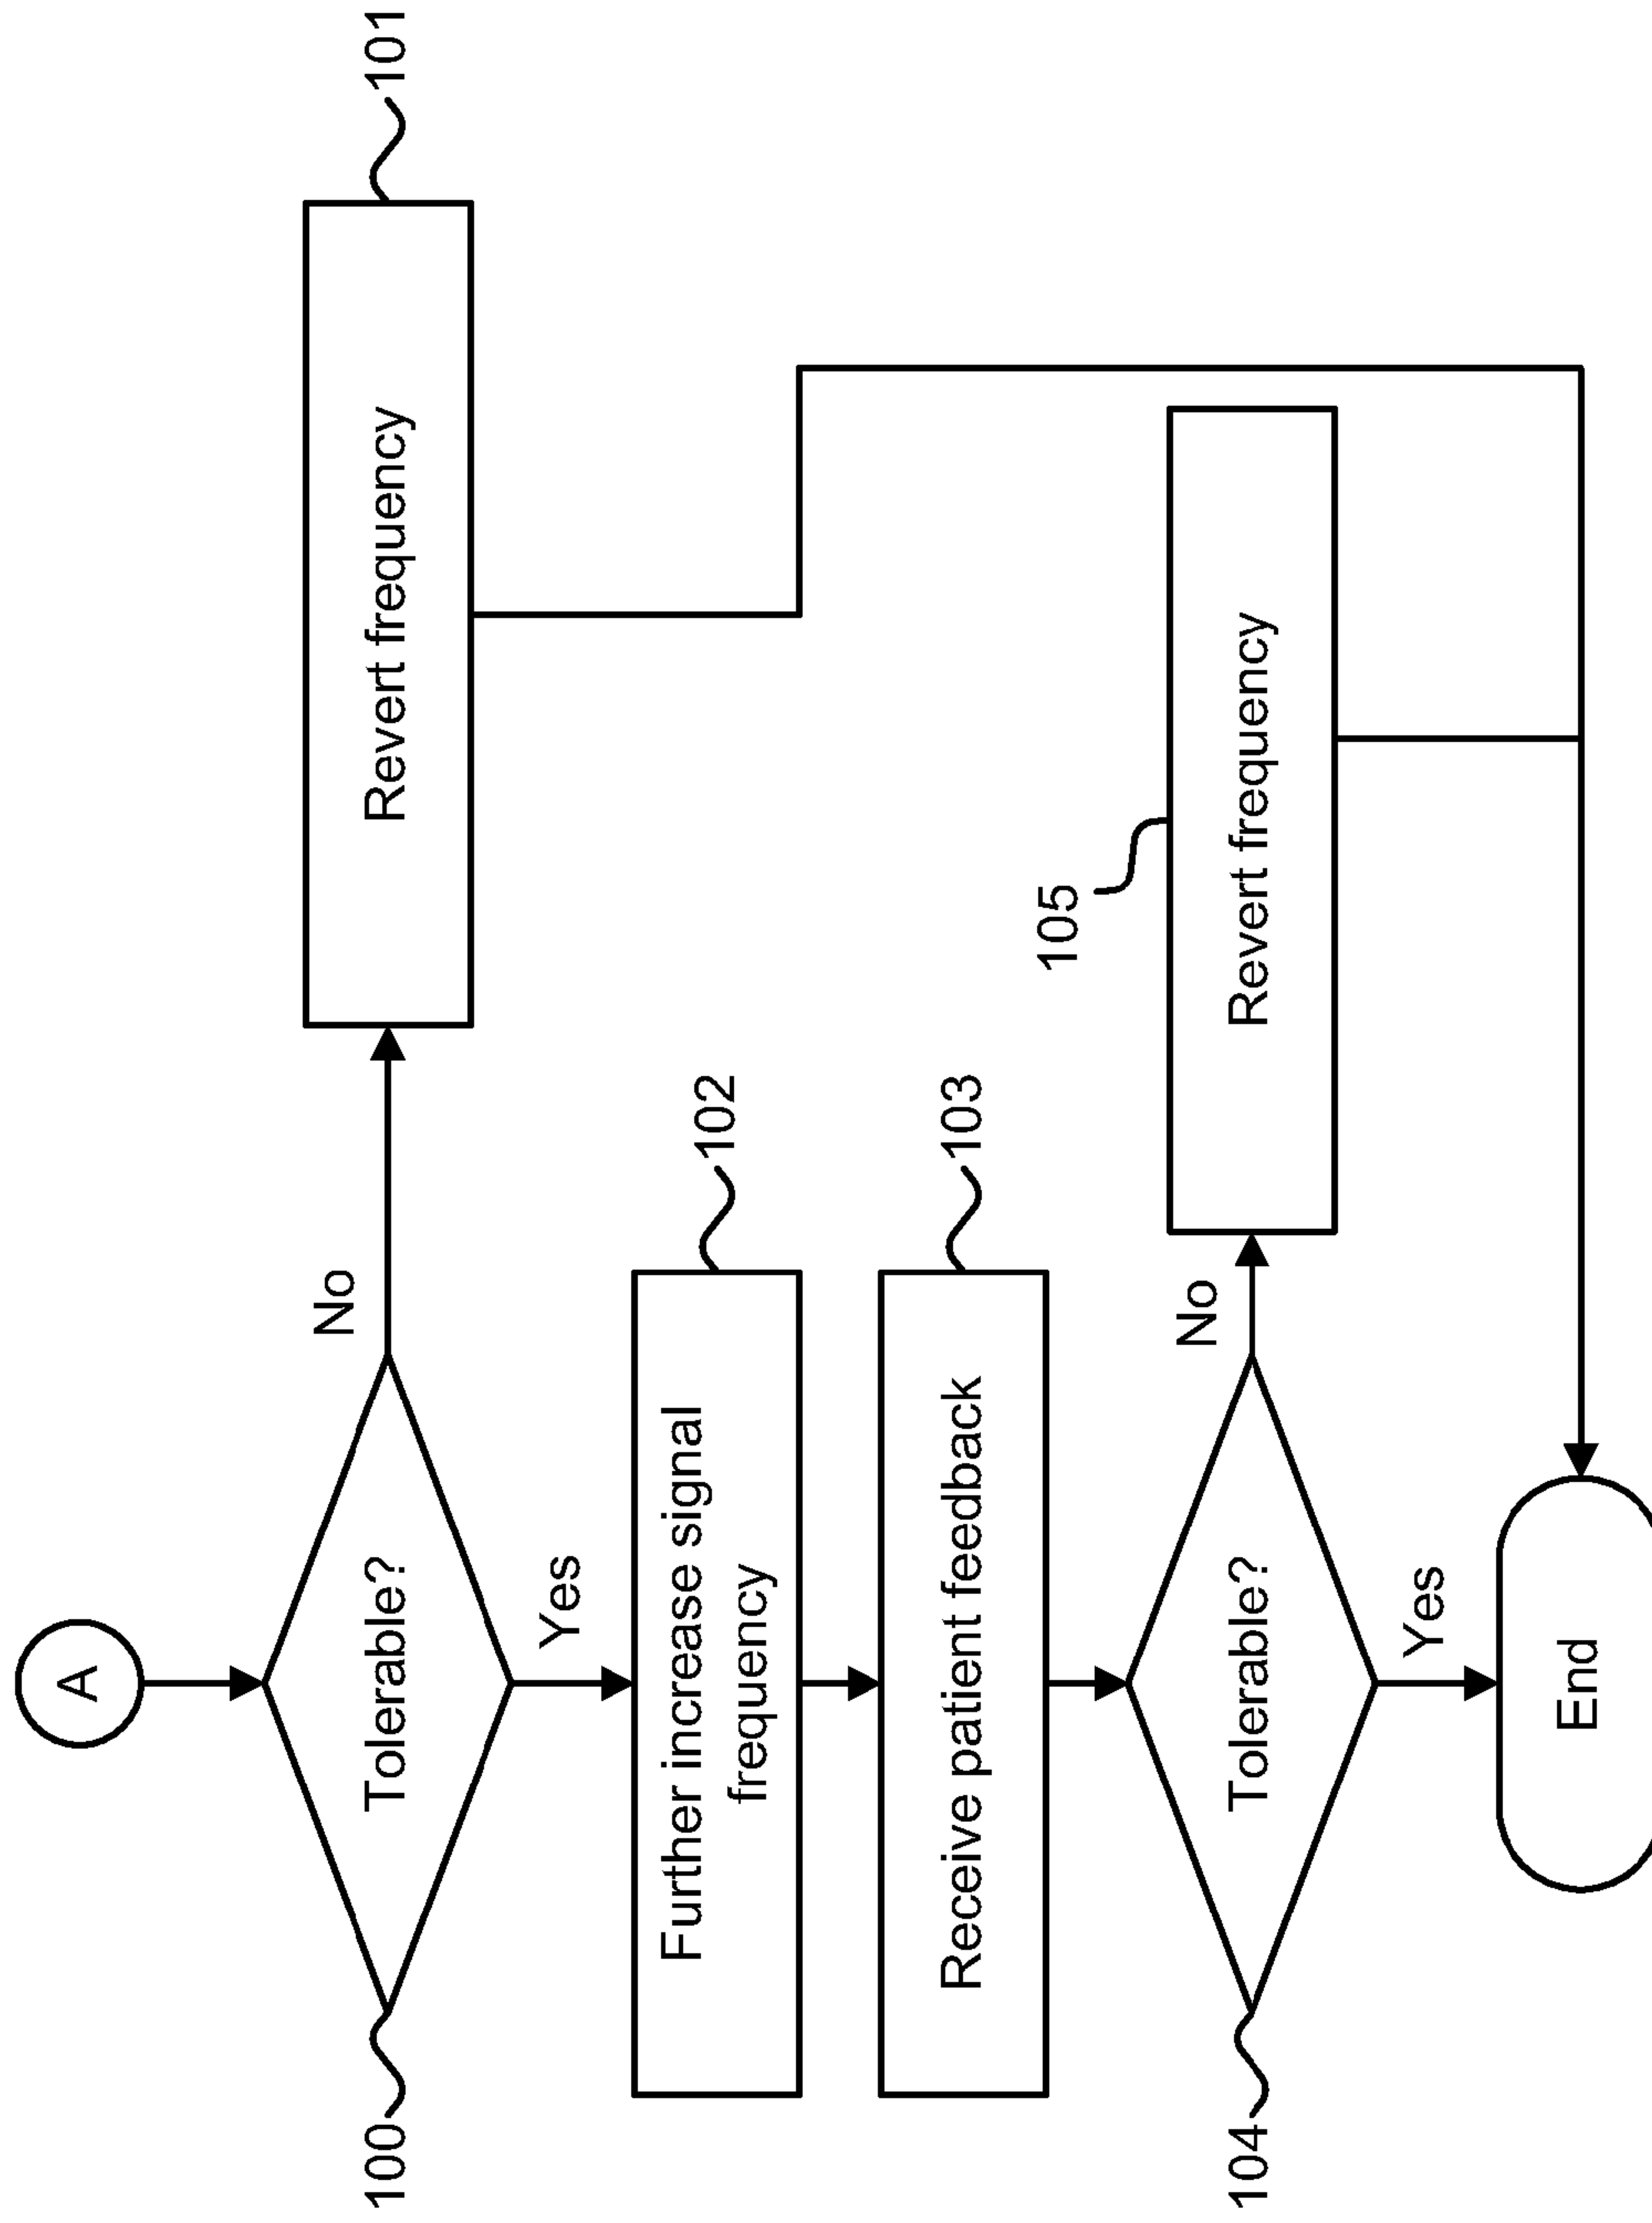 A
100
Tolerable?
No
Revert frequency
101
Yes
Further increase signal
frequency
102
Receive patient feedback
103
104
Tolerable?
No
105
Revert frequency
Yes
End